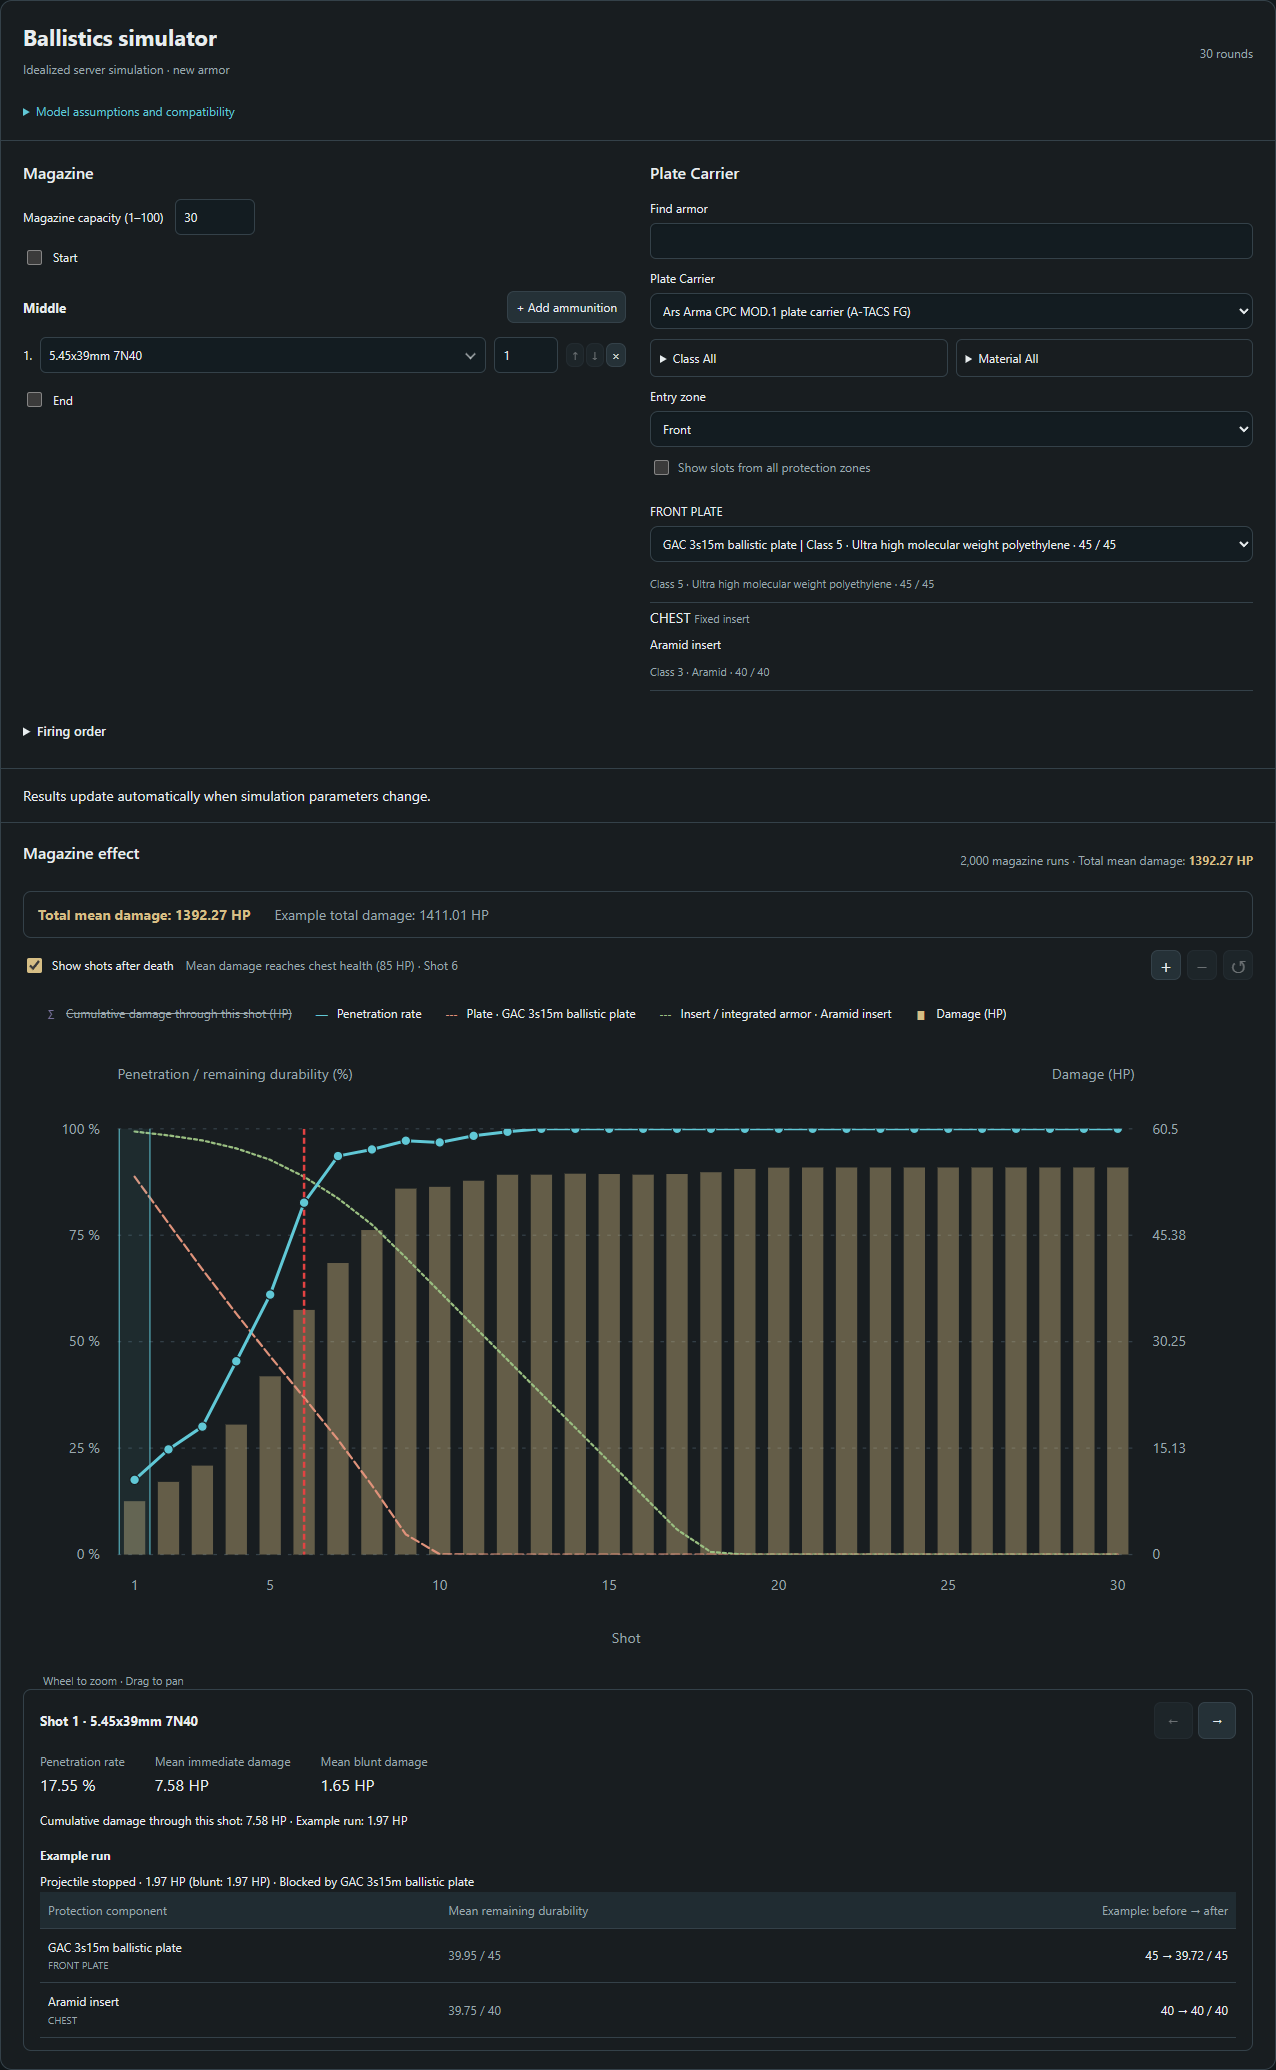 Ballistics simulator
Idealized server simulation · new armor
30 rounds
▶ Model assumptions and compatibility
Magazine
Magazine capacity (1–100) 30
Start
Middle
+ Add ammunition
1. 5.45x39mm 7N40 1 ↑ ↓ ×
End
Plate Carrier
Find armor
Plate Carrier
Ars Arma CPC MOD.1 plate carrier (A-TACS FG)
▶ Class All ▶ Material All
Entry zone
Front
Show slots from all protection zones
FRONT PLATE
GAC 3s15m ballistic plate | Class 5 · Ultra high molecular weight polyethylene · 45 / 45
Class 5 · Ultra high molecular weight polyethylene · 45 / 45
CHEST Fixed insert
Aramid insert
Class 3 · Aramid · 40 / 40
▶ Firing order
Results update automatically when simulation parameters change.
Magazine effect
2,000 magazine runs · Total mean damage: 1392.27 HP
Total mean damage: 1392.27 HP Example total damage: 1411.01 HP
Show shots after death Mean damage reaches chest health (85 HP) · Shot 6
+ − ↺
Σ Cumulative damage through this shot (HP) — Penetration rate --- Plate · GAC 3s15m ballistic plate --- Insert / integrated armor · Aramid insert Damage (HP)
Penetration / remaining durability (%) Damage (HP)
100 % 60.5
75 % 45.38
50 % 30.25
25 % 15.13
0 % 0
1 5 10 15 20 25 30
Shot
Wheel to zoom · Drag to pan
Shot 1 · 5.45x39mm 7N40
← →
Penetration rate Mean immediate damage Mean blunt damage
17.55 % 7.58 HP 1.65 HP
Cumulative damage through this shot: 7.58 HP · Example run: 1.97 HP
Example run
Projectile stopped · 1.97 HP (blunt: 1.97 HP) · Blocked by GAC 3s15m ballistic plate
Protection component Mean remaining durability Example: before → after
GAC 3s15m ballistic plate
FRONT PLATE
39.95 / 45 45 → 39.72 / 45
Aramid insert
CHEST
39.75 / 40 40 → 40 / 40